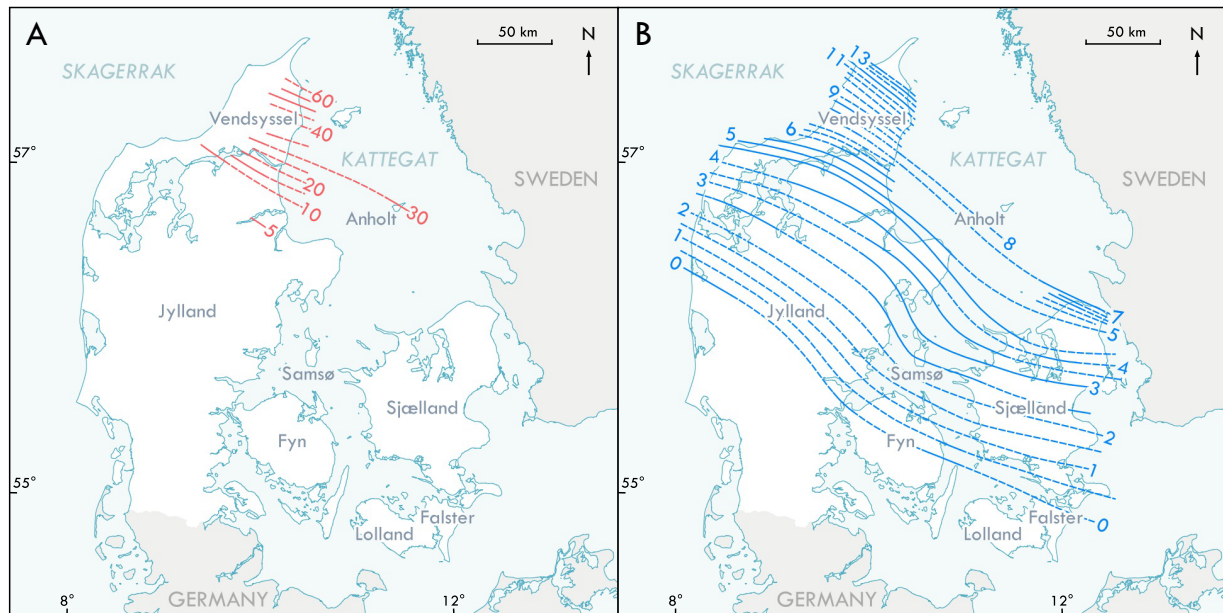 A
50 km
N
SKAGERRAK
60
Vendsyssel
40
57°
KATTEGAT
SWEDEN
20
10
30
Anholt
5
Jylland
Samsø
Sjælland
Fyn
55°
Falster
Lolland
GERMANY
8°
12°
B
50 km
N
SKAGERRAK
13
11
9
Vendsyssel
6
5
57°
KATTEGAT
4
SWEDEN
3
2
Anholt
1
8
0
Jylland
7
5
4
Samsø
3
Sjælland
2
Fyn
1
55°
Falster
0
Lolland
GERMANY
8°
12°